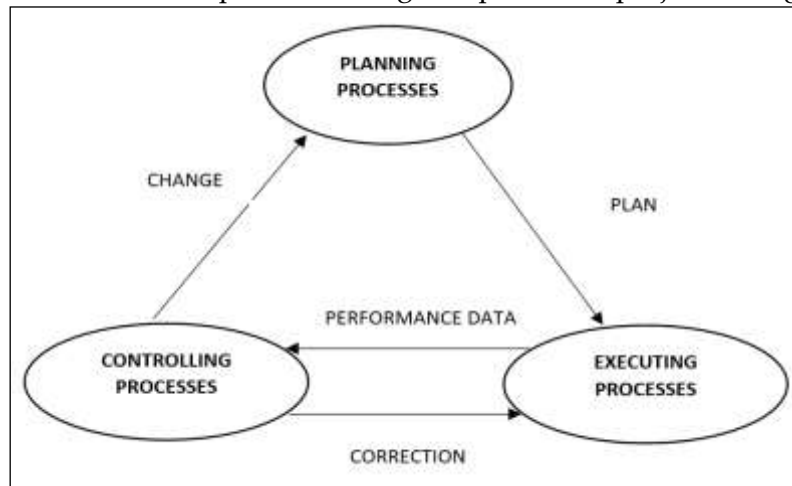 PLANNING
PROCESSES
CHANGE
PLAN
PERFORMANCE DATA
CONTROLLING
PROCESSES
EXECUTING
PROCESSES
CORRECTION